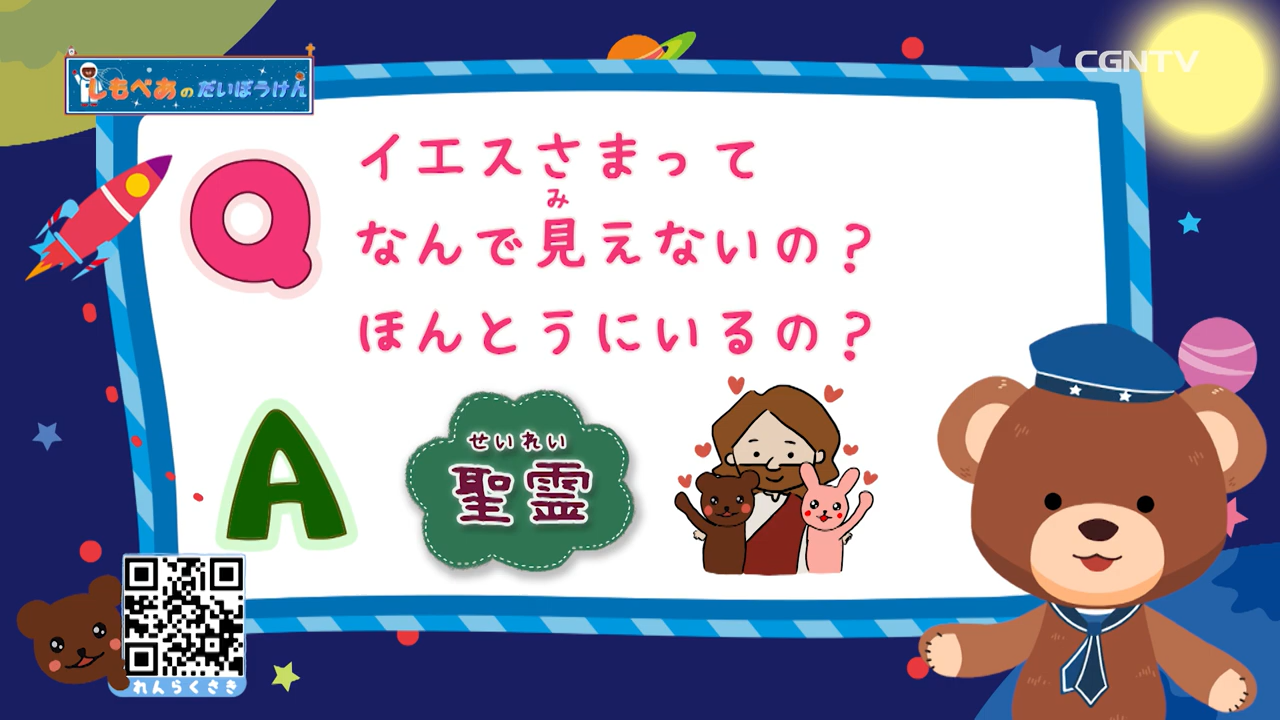 しもべあのだいぼうけん
CGNTV
Q
イエスさまって
み
なんで見えないの?
ほんとうにいるの?
A
せいれい
聖霊
れんらくさき